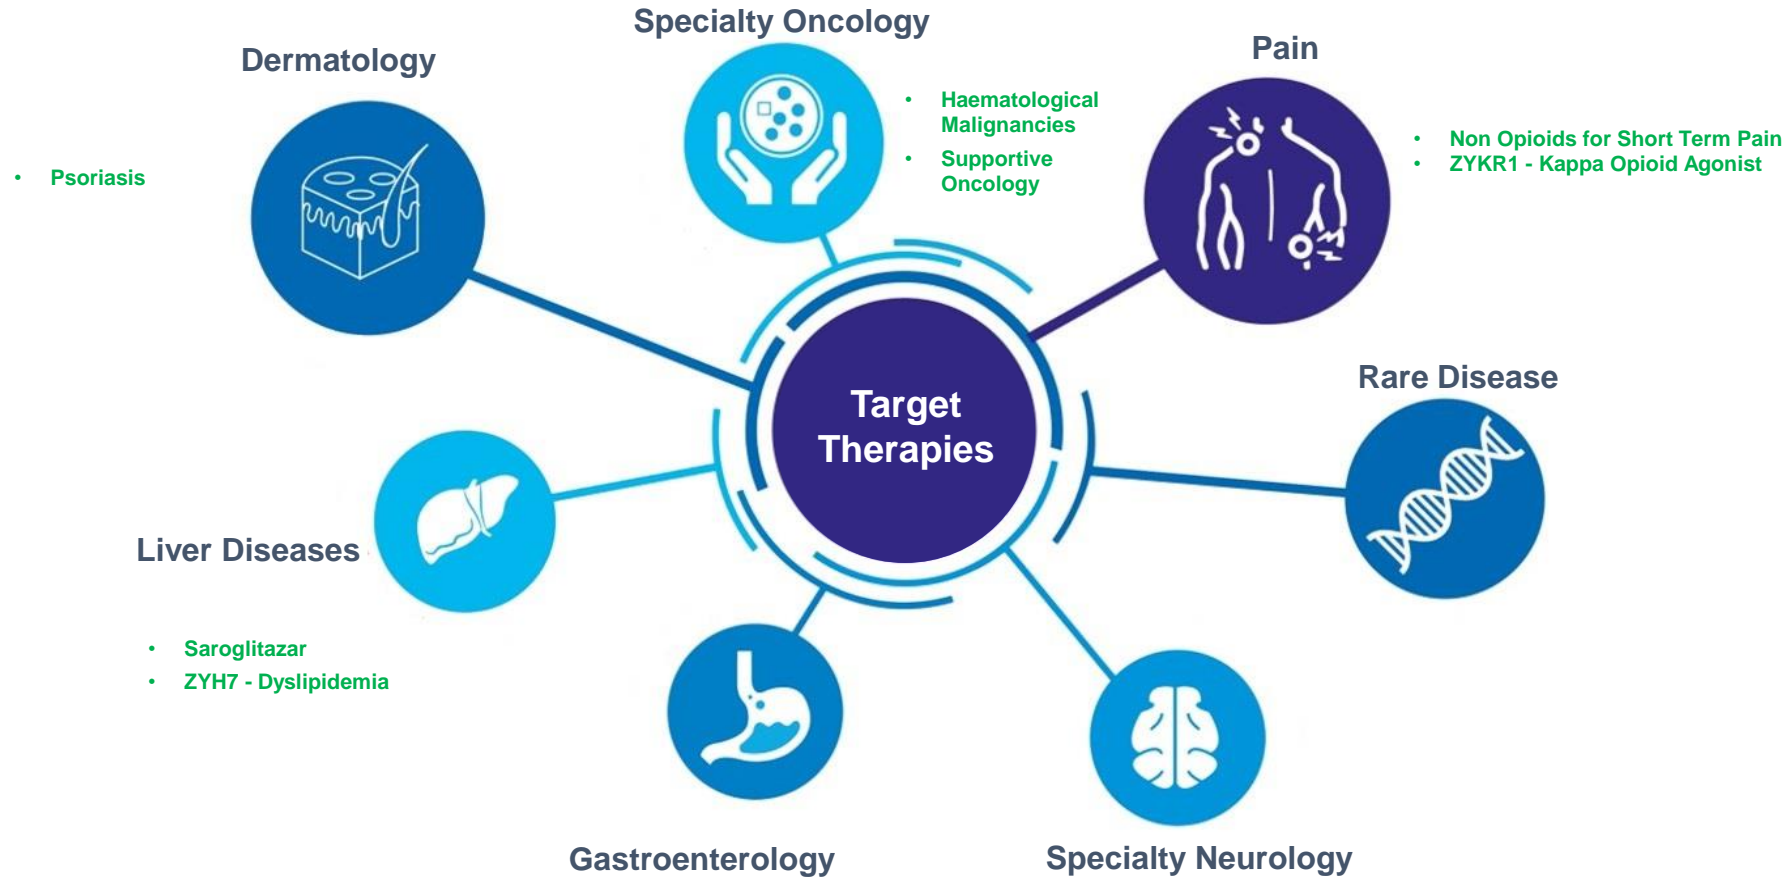 Specialty Oncology
Dermatology
Pain
• Haematological
Malignancies
• Supportive
Oncology
• Non Opioids for Short Term Pain
• ZYKR1 - Kappa Opioid Agonist
• Psoriasis
Target
Therapies
Rare Disease
Liver Diseases
• Saroglitazar
• ZYH7 - Dyslipidemia
Gastroenterology
Specialty Neurology